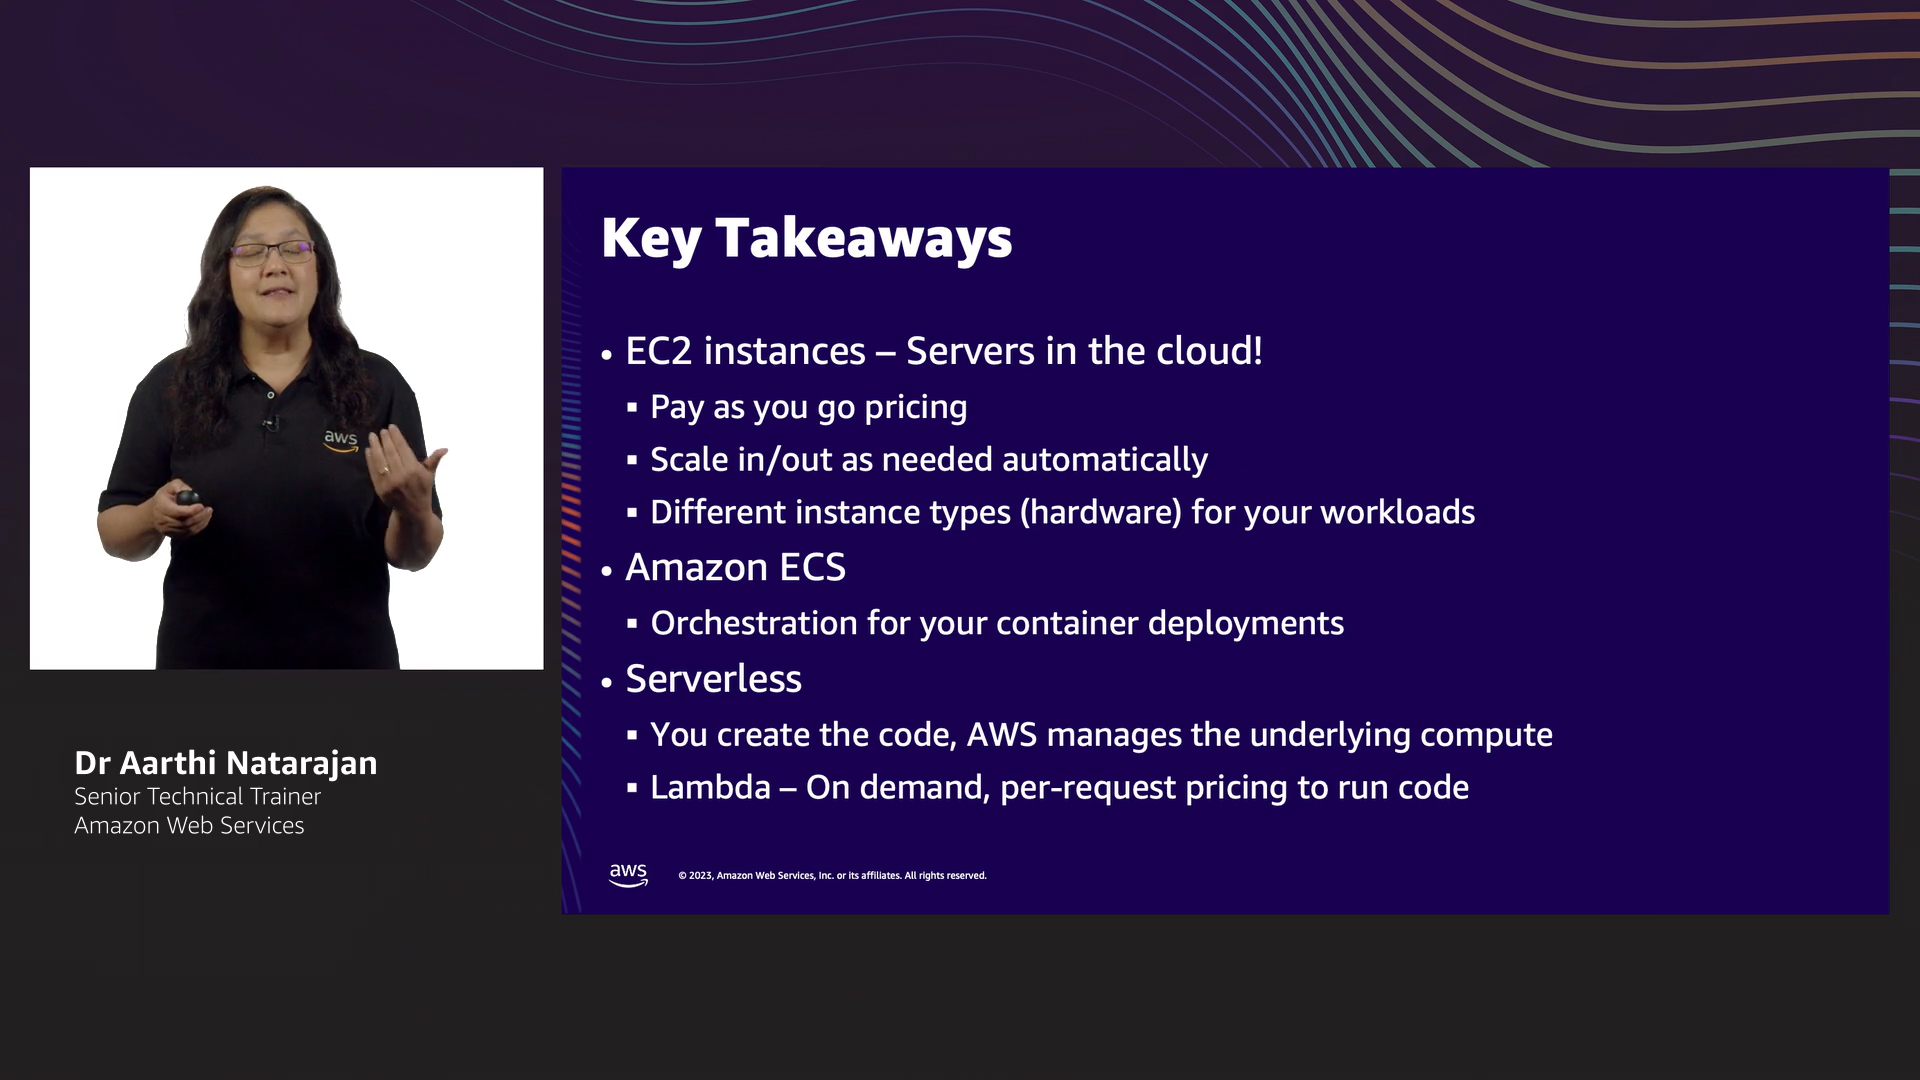 Key Takeaways
• EC2 instances – Servers in the cloud!
▪ Pay as you go pricing
▪ Scale in/out as needed automatically
▪ Different instance types (hardware) for your workloads
• Amazon ECS
▪ Orchestration for your container deployments
• Serverless
▪ You create the code, AWS manages the underlying compute
▪ Lambda – On demand, per-request pricing to run code
aws
© 2023, Amazon Web Services, Inc. or its affiliates. All rights reserved.
aws
Dr Aarthi Natarajan
Senior Technical Trainer
Amazon Web Services